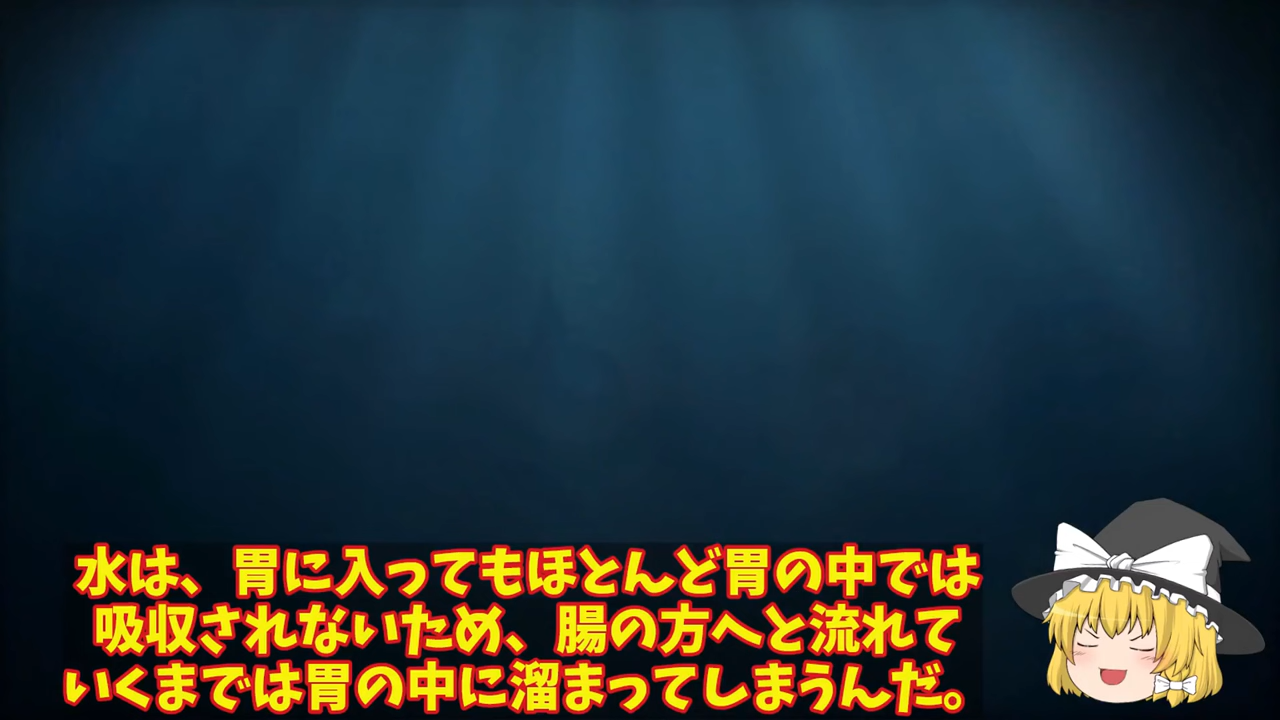 水は、胃に入ってもほとんど胃の中では
吸収されないため、腸の方へと流れて
いくまでは胃の中に溜まってしまうんだ。